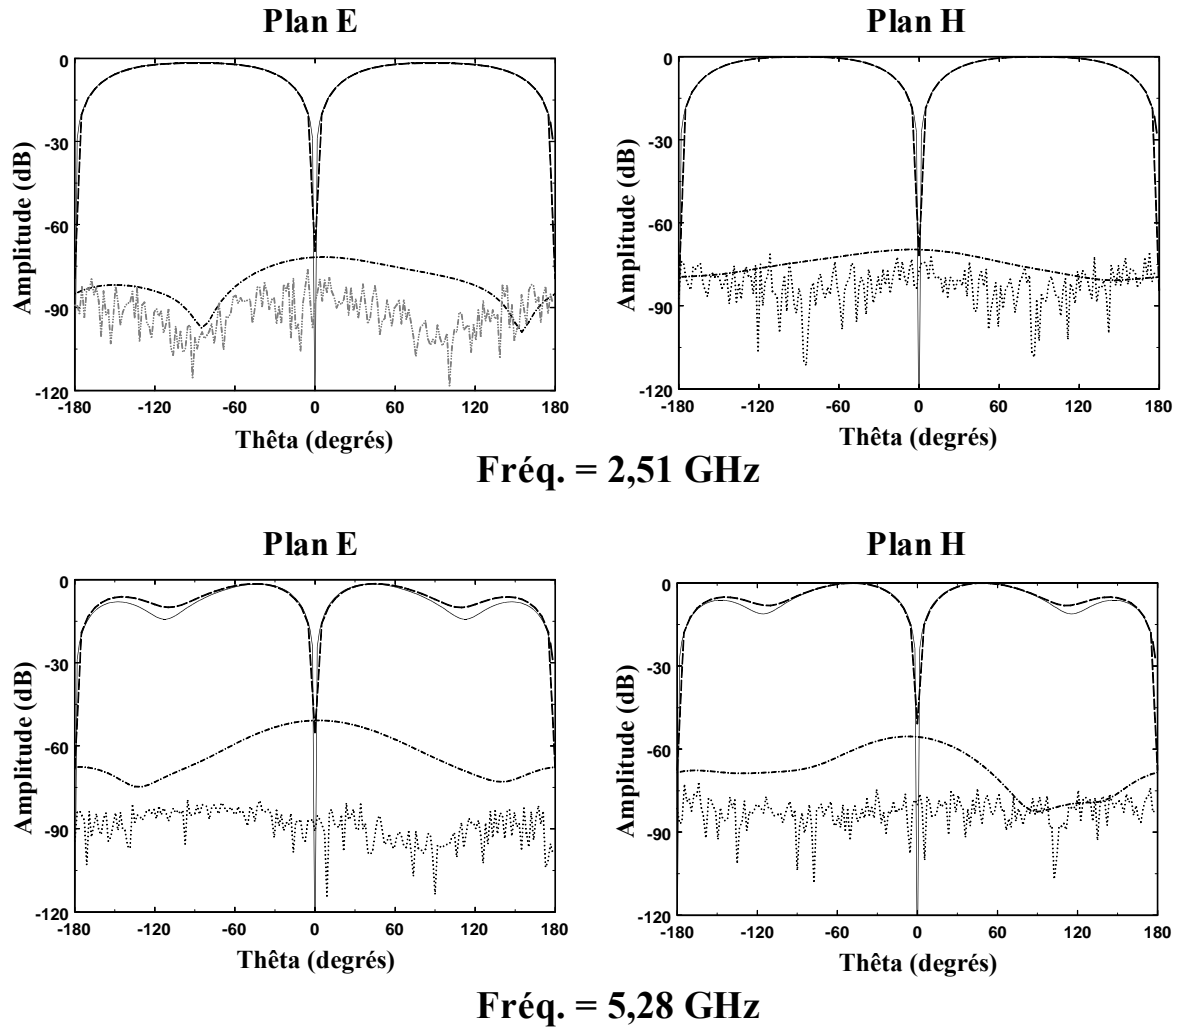 Plan E
Plan H
Amplitude (dB)
0
-30
-60
-90
-120
-180 -120 -60 0 60 120 180
Thêta (degrés)
Amplitude (dB)
0
-30
-60
-90
-120
-180 -120 -60 0 60 120 180
Thêta (degrés)
Fréq. = 2,51 GHz
Plan E
Plan H
Amplitude (dB)
0
-30
-60
-90
-120
-180 -120 -60 0 60 120 180
Thêta (degrés)
Amplitude (dB)
0
-30
-60
-90
-120
-180 -120 -60 0 60 120 180
Thêta (degrés)
Fréq. = 5,28 GHz